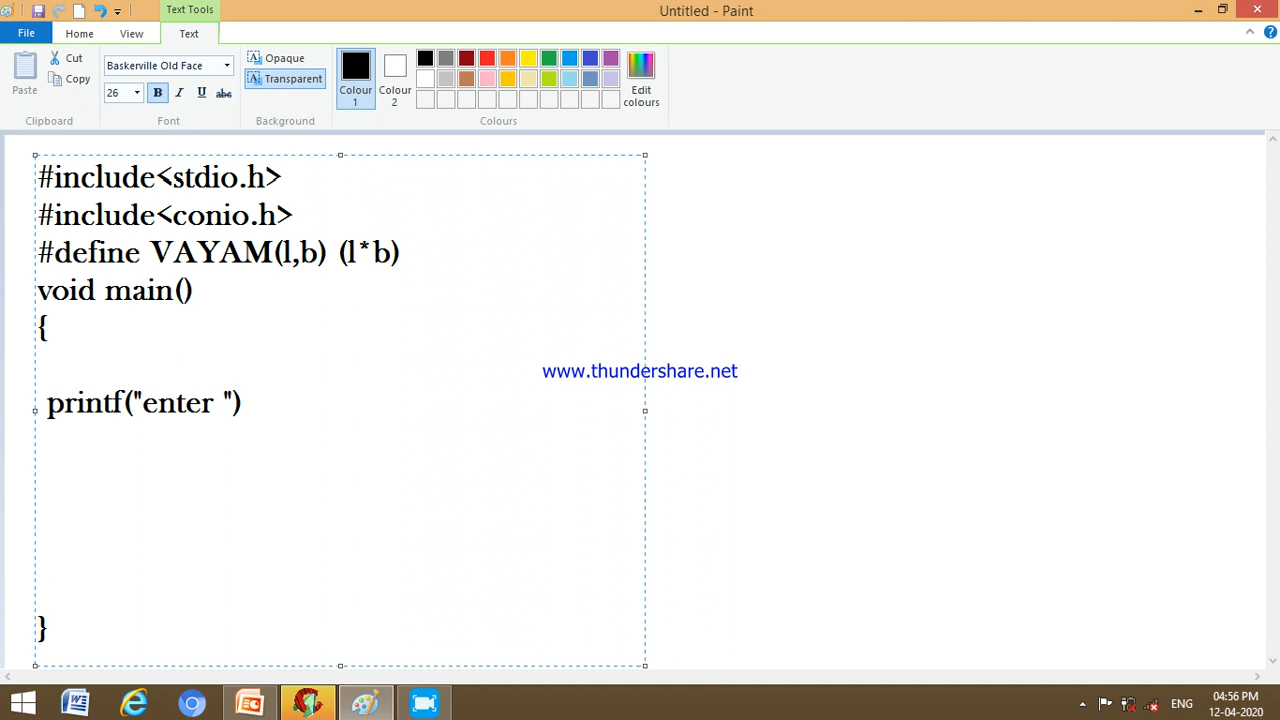 Text Tools
Untitled - Paint
File
Home
View
Text
Paste
Cut
Copy
Baskerville Old Face
26
B
I
U
abc
Opaque
Transparent
Colour
1
Colour
2
Edit
colours
Clipboard
Font
Background
Colours
#include<stdio.h>
#include<conio.h>
#define VAYAM(l,b) (l*b)
void main()
{
www.thundershare.net
printf("enter ")
}
ENG
04:56 PM
12-04-2020